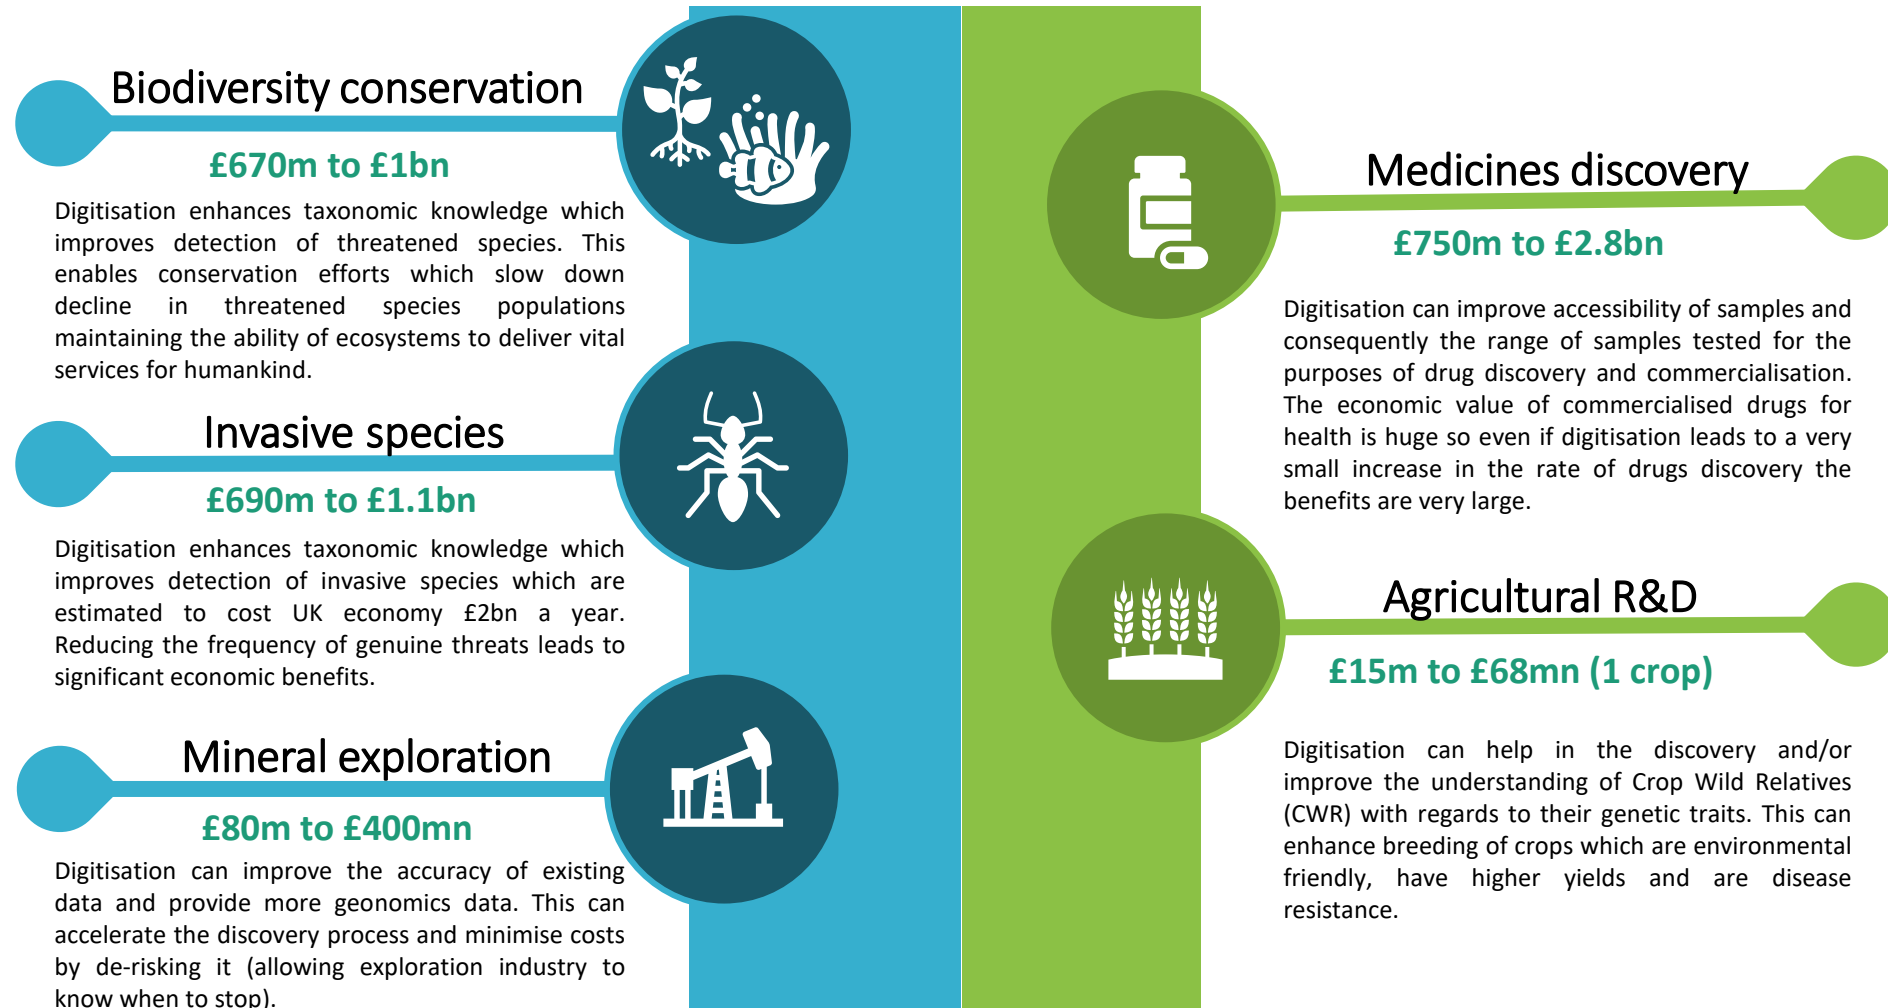 Biodiversity conservation
£670m to £1bn
Digitisation enhances taxonomic knowledge which
improves detection of threatened species. This
enables conservation efforts which slow down
decline in threatened species populations
maintaining the ability of ecosystems to deliver vital
services for humankind.
Invasive species
£690m to £1.1bn
Digitisation enhances taxonomic knowledge which
improves detection of invasive species which are
estimated to cost UK economy £2bn a year.
Reducing the frequency of genuine threats leads to
significant economic benefits.
Mineral exploration
£80m to £400mn
Digitisation can improve the accuracy of existing
data and provide more geonomics data. This can
accelerate the discovery process and minimise costs
by de-risking it (allowing exploration industry to
know when to stop).
Medicines discovery
£750m to £2.8bn
Digitisation can improve accessibility of samples and
consequently the range of samples tested for the
purposes of drug discovery and commercialisation.
The economic value of commercialised drugs for
health is huge so even if digitisation leads to a very
small increase in the rate of drugs discovery the
benefits are very large.
Agricultural R&D
£15m to £68mn (1 crop)
Digitisation can help in the discovery and/or
improve the understanding of Crop Wild Relatives
(CWR) with regards to their genetic traits. This can
enhance breeding of crops which are environmental
friendly, have higher yields and are disease
resistance.